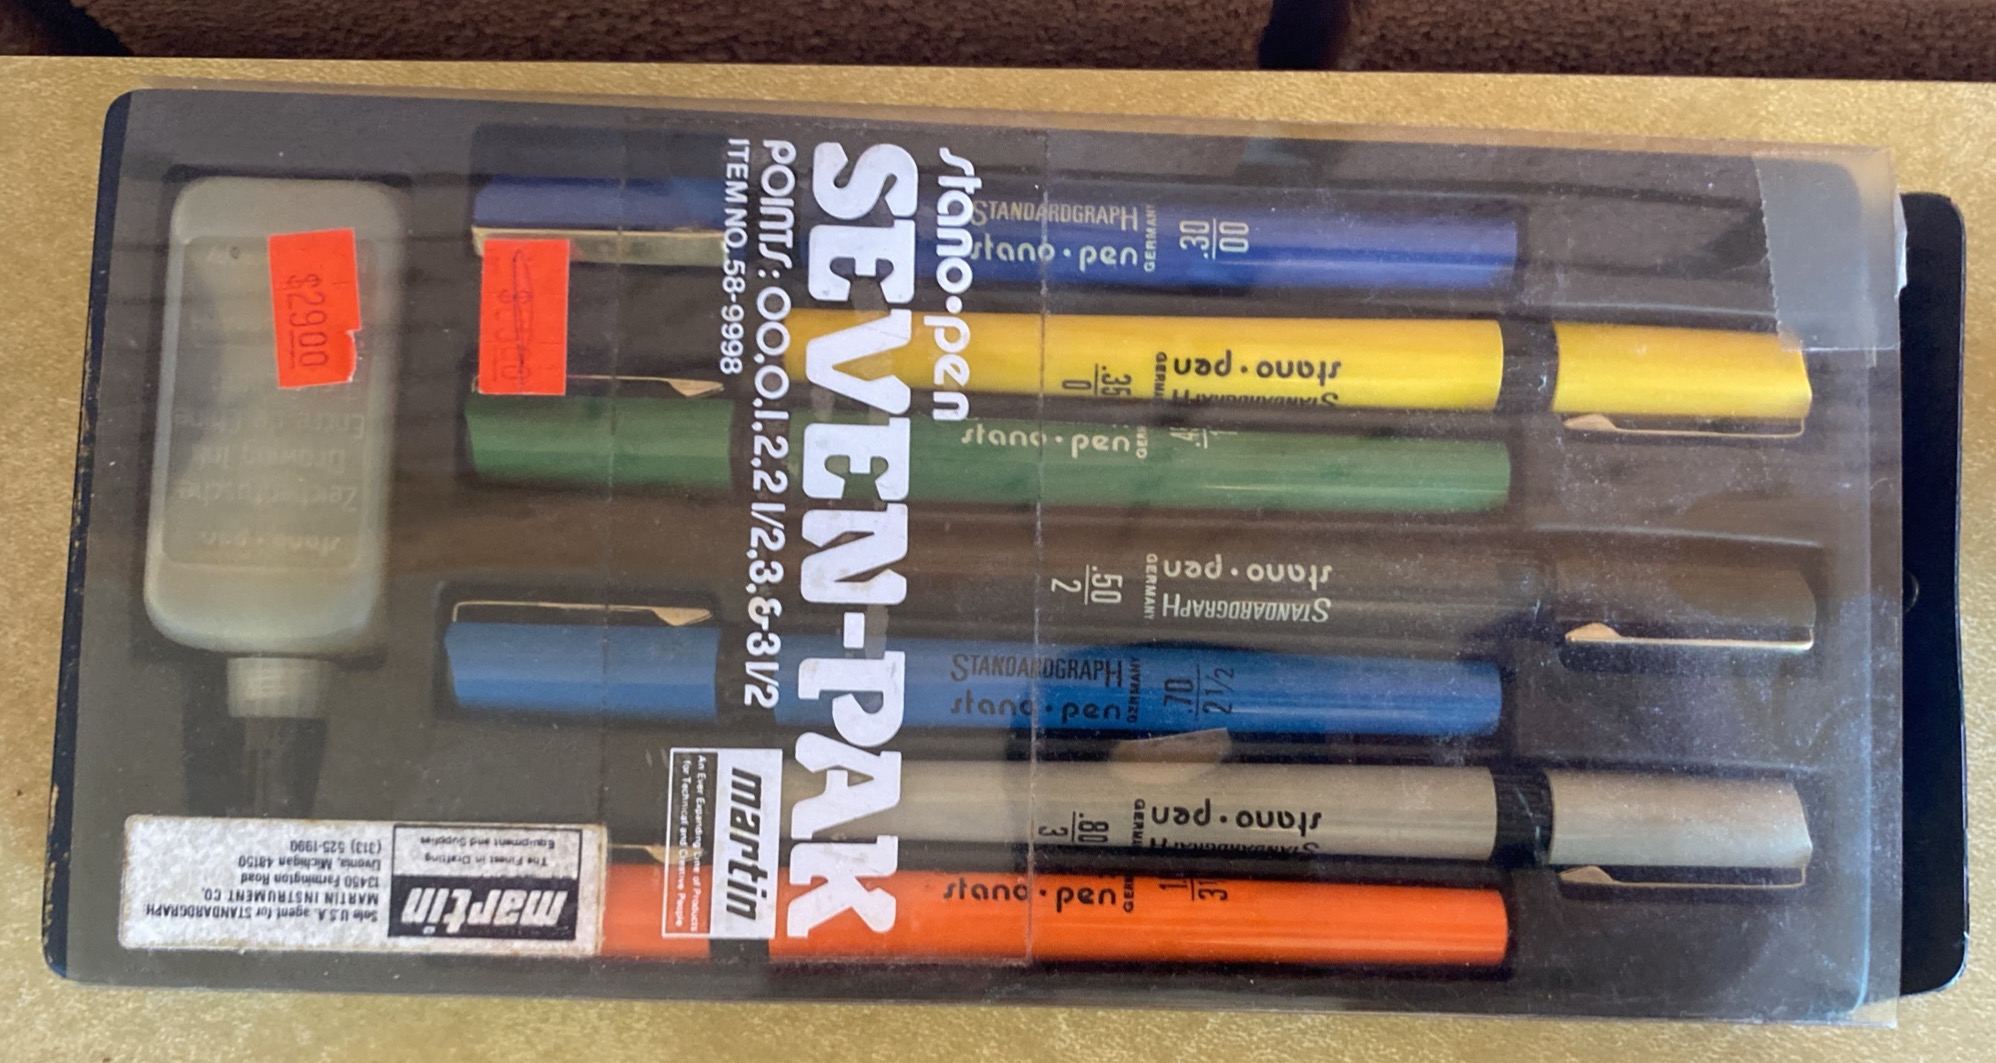 stano·pen
SEVEN-PAK
POINTS: 00,0,1,2,2 1/2,3,&3 1/2
ITEM NO. 58-9998
martin
An Ever Expanding Line of Products
for Technical and Creative People
$2900
STANDARDGRAPH
stano·pen
GERMANY
.30
00
stano·pen
.35
0
stano·pen
STANDARDGRAPH
stano·pen
GERMANY
.50
2
STANDARDGRAPH
stano·pen
GERMANY
.70
2 1/2
stano·pen
.80
3
stano·pen
stano·pen
Drawing Ink
martin
The Finest in Drafting
Equipment and Supplies
Sole U.S.A. agent for STANDARDGRAPH
MARTIN INSTRUMENT CO.
13450 Farmington Road
Livonia, Michigan 48150
(313) 525-1990